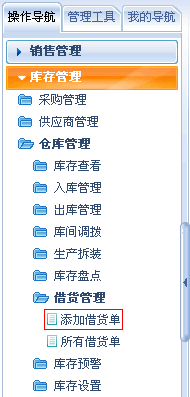 操作导航 管理工具 我的导航
销售管理
库存管理
采购管理
供应商管理
仓库管理
库存查看
入库管理
出库管理
库间调拨
生产拆装
库存盘点
借货管理
添加借货单
所有借货单
库存预警
库存设置